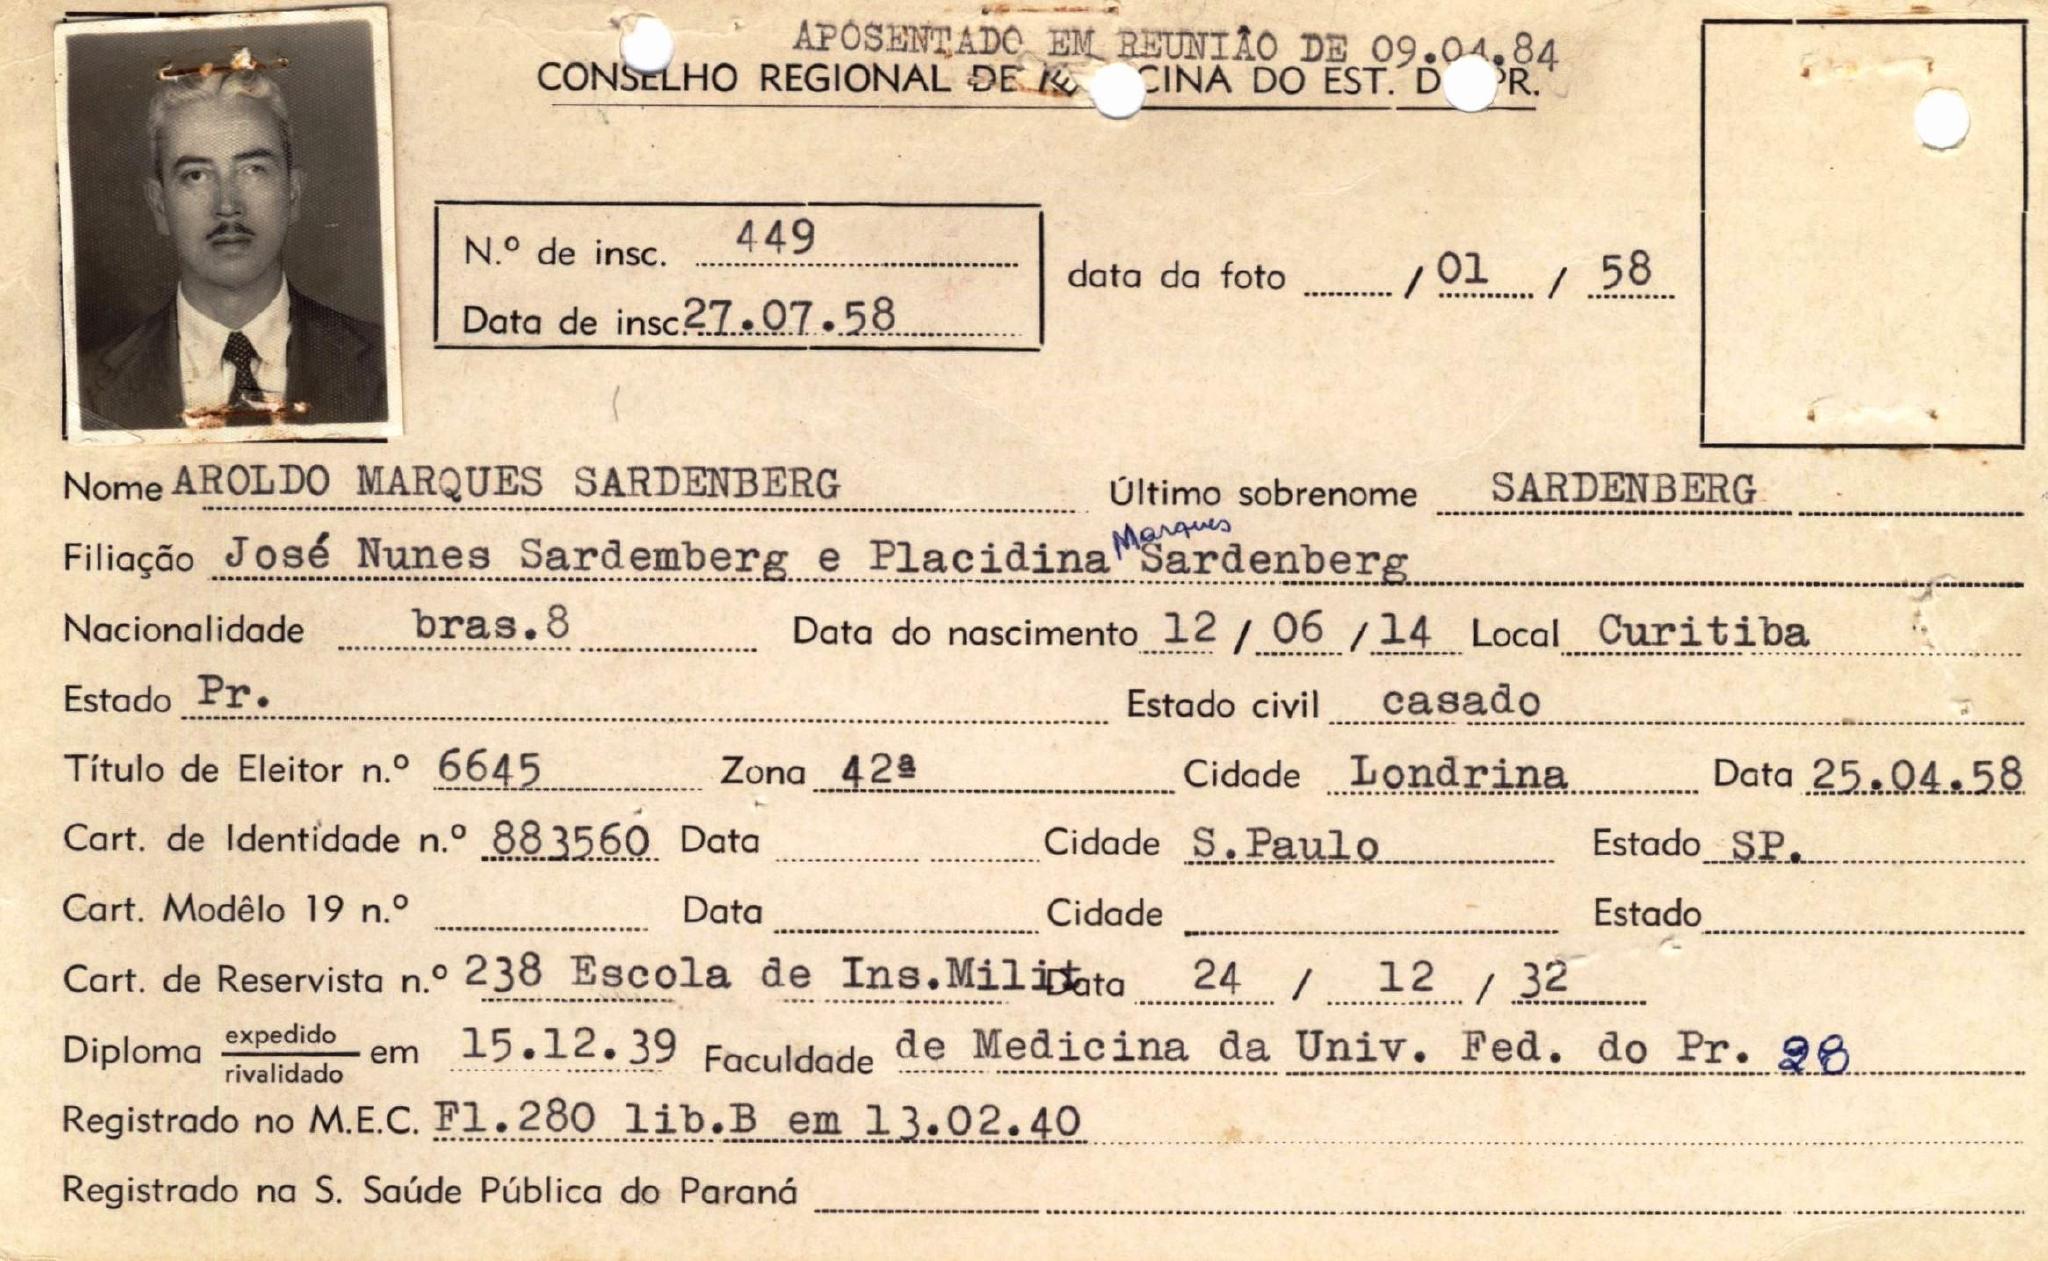 APOSENTADO EM REUNIÃO DE 09.04.84
CONSELHO REGIONAL DE CINA DO EST. D PR.
N.º de insc. 449
Data de insc. 27.07.58
data da foto / 01 / 58
Nome AROLDO MARQUES SARDENBERG Último sobrenome SARDENBERG
Marques
Filiação José Nunes Sardemberg e Placidina Sardenberg
Nacionalidade bras.8 Data do nascimento 12 / 06 / 14 Local Curitiba
Estado Pr. Estado civil casado
Título de Eleitor n.º 6645 Zona 42ª Cidade Londrina Data 25.04.58
Cart. de Identidade n.º 883560 Data Cidade S.Paulo Estado SP.
Cart. Modêlo 19 n.º Data Cidade Estado
Cart. de Reservista n.º 238 Escola de Ins.Milit Data 24 / 12 / 32
Diploma expedido rivalidado em 15.12.39 Faculdade de Medicina da Univ. Fed. do Pr. 28
Registrado no M.E.C. Fl.280 lib.B em 13.02.40
Registrado na S. Saúde Pública do Paraná